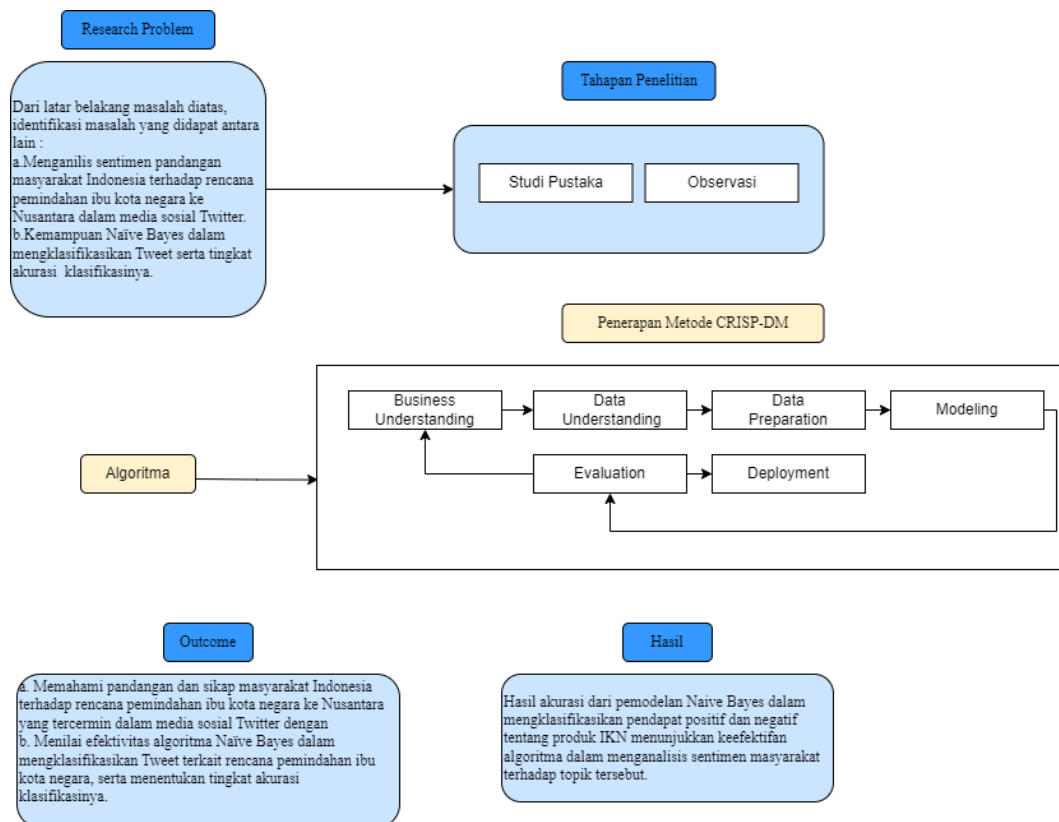 Research Problem
Dari latar belakang masalah diatas,
identifikasi masalah yang didapat antara
lain :
a.Menganilis sentimen pandangan
masyarakat Indonesia terhadap rencana
pemindahan ibu kota negara ke
Nusantara dalam media sosial Twitter.
b.Kemampuan Naïve Bayes dalam
mengklasifikasikan Tweet serta tingkat
akurasi klasifikasinya.
Tahapan Penelitian
Studi Pustaka
Observasi
Penerapan Metode CRISP-DM
Algoritma
Business
Understanding
Data
Understanding
Data
Preparation
Modeling
Evaluation
Deployment
Outcome
a. Memahami pandangan dan sikap masyarakat Indonesia
terhadap rencana pemindahan ibu kota negara ke Nusantara
yang tercermin dalam media sosial Twitter dengan
b. Menilai efektivitas algoritma Naïve Bayes dalam
mengklasifikasikan Tweet terkait rencana pemindahan ibu
kota negara, serta menentukan tingkat akurasi
klasifikasinya.
Hasil
Hasil akurasi dari pemodelan Naive Bayes dalam
mengklasifikasikan pendapat positif dan negatif
tentang produk IKN menunjukkan keefektifan
algoritma dalam menganalisis sentimen masyarakat
terhadap topik tersebut.